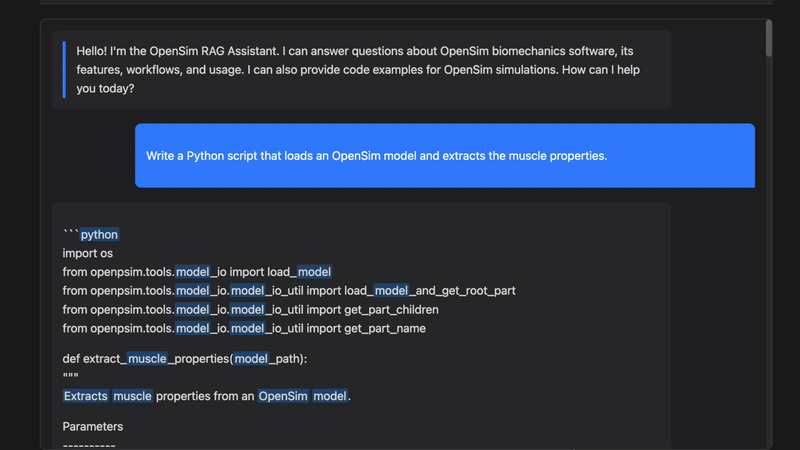 Hello! I'm the OpenSim RAG Assistant. I can answer questions about OpenSim biomechanics software, its
features, workflows, and usage. I can also provide code examples for OpenSim simulations. How can I help
you today?
Write a Python script that loads an OpenSim model and extracts the muscle properties.
```python
import os
from openpsim.tools.model_io import load_model
from openpsim.tools.model_io.model_io_util import load_model_and_get_root_part
from openpsim.tools.model_io.model_io_util import get_part_children
from openpsim.tools.model_io.model_io_util import get_part_name
def extract_muscle_properties(model_path):
"""
Extracts muscle properties from an OpenSim model.
Parameters
----------